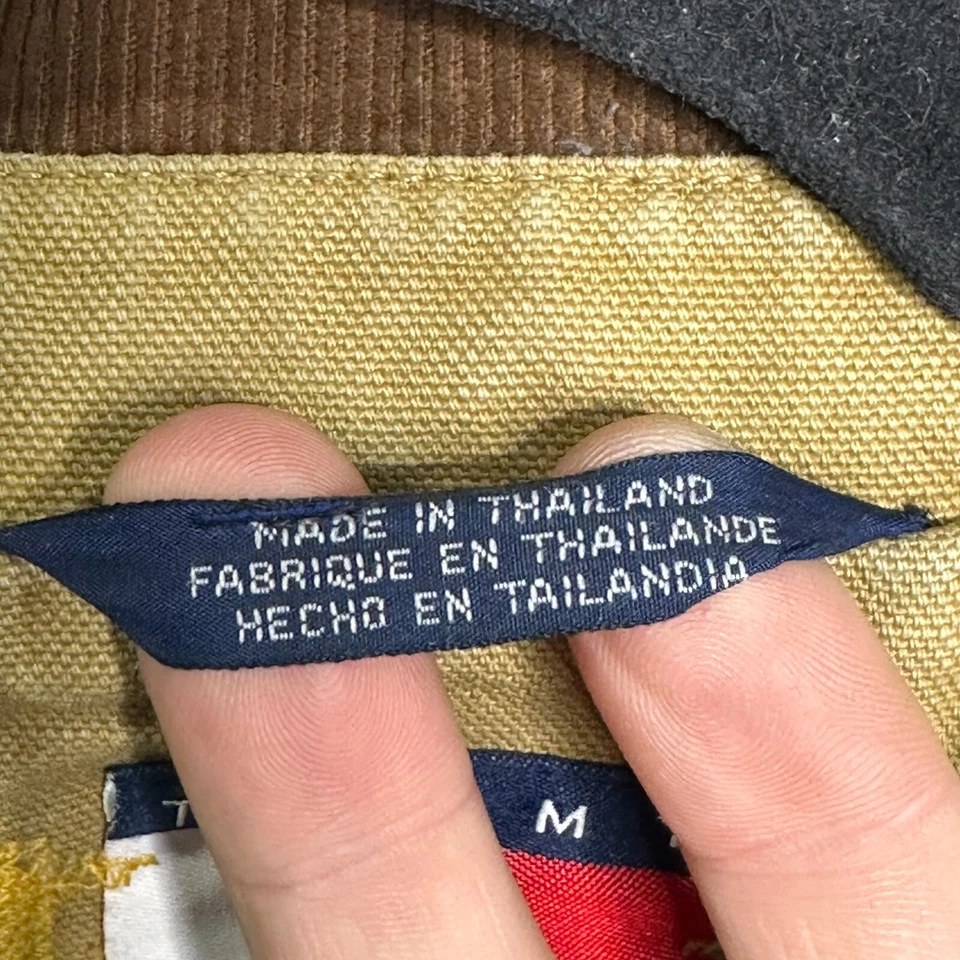 MADE IN THAILAND
FABRIQUE EN THAILANDE
HECHO EN TAILANDIA
T M